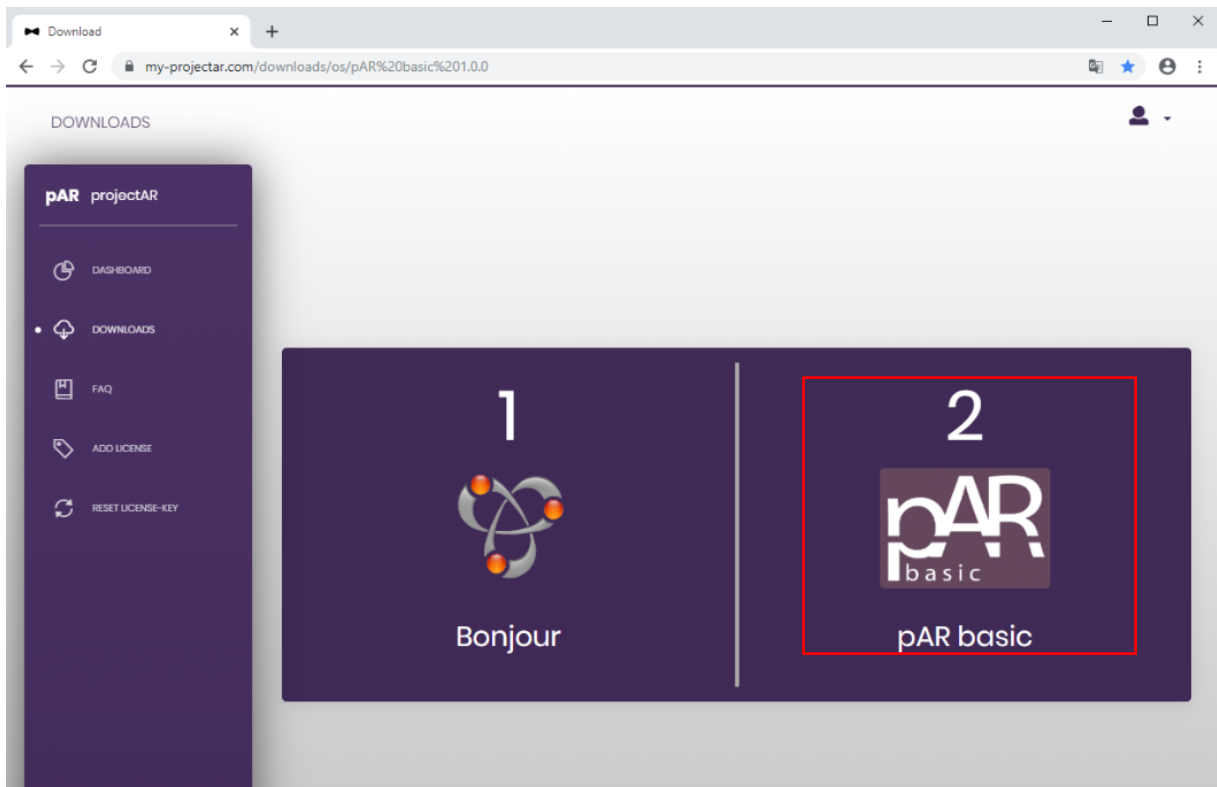 Download
my-projectar.com/downloads/os/pAR%20basic%201.0.0
DOWNLOADS
pAR projectAR
DASHBOARD
DOWNLOADS
FAQ
ADD LICENSE
RESET LICENSE-KEY
1
Bonjour
2
pAR
basic
pAR basic